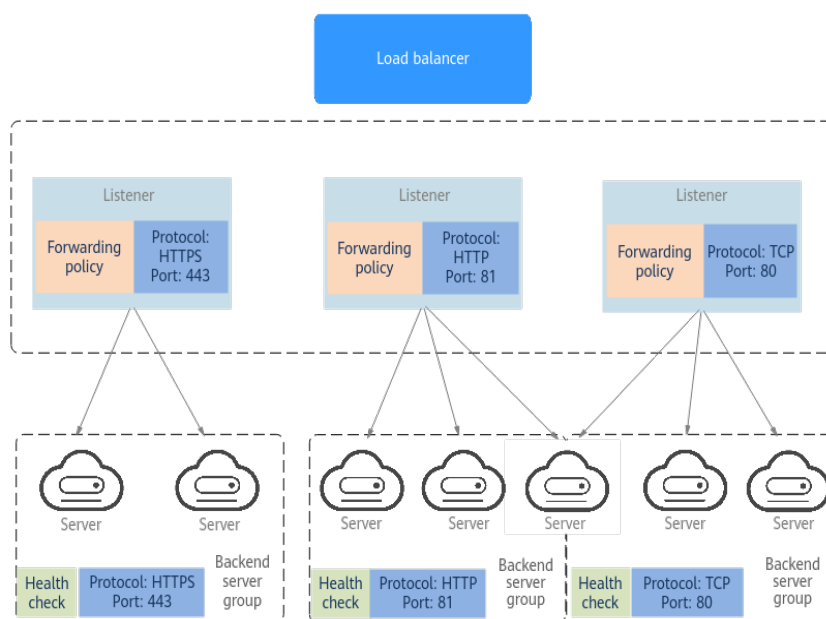 Load balancer
Listener
Forwarding
policy
Protocol:
HTTPS
Port: 443
Listener
Forwarding
policy
Protocol:
HTTP
Port: 81
Listener
Forwarding
policy
Protocol: TCP
Port: 80
Server
Server
Server
Server
Server
Server
Server
Health
check
Protocol: HTTPS
Port: 443
Backend
server
group
Health
check
Protocol: HTTP
Port: 81
Backend
server
group
Health
check
Protocol: TCP
Port: 80
Backend
server
group